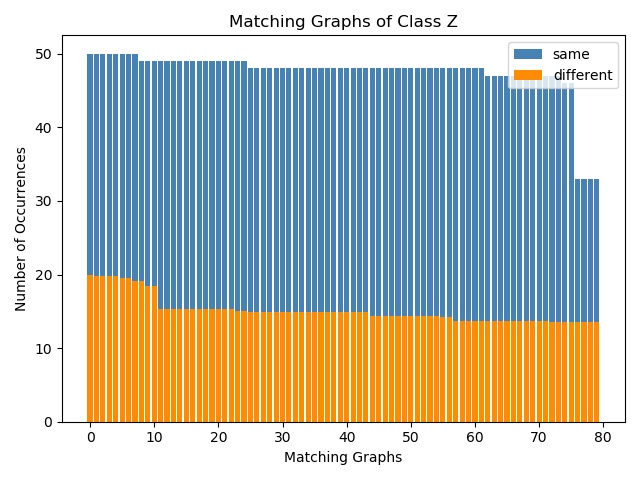 Matching Graphs of Class Z
same
different
Number of Occurrences
50
40
30
20
10
0
0 10 20 30 40 50 60 70 80
Matching Graphs